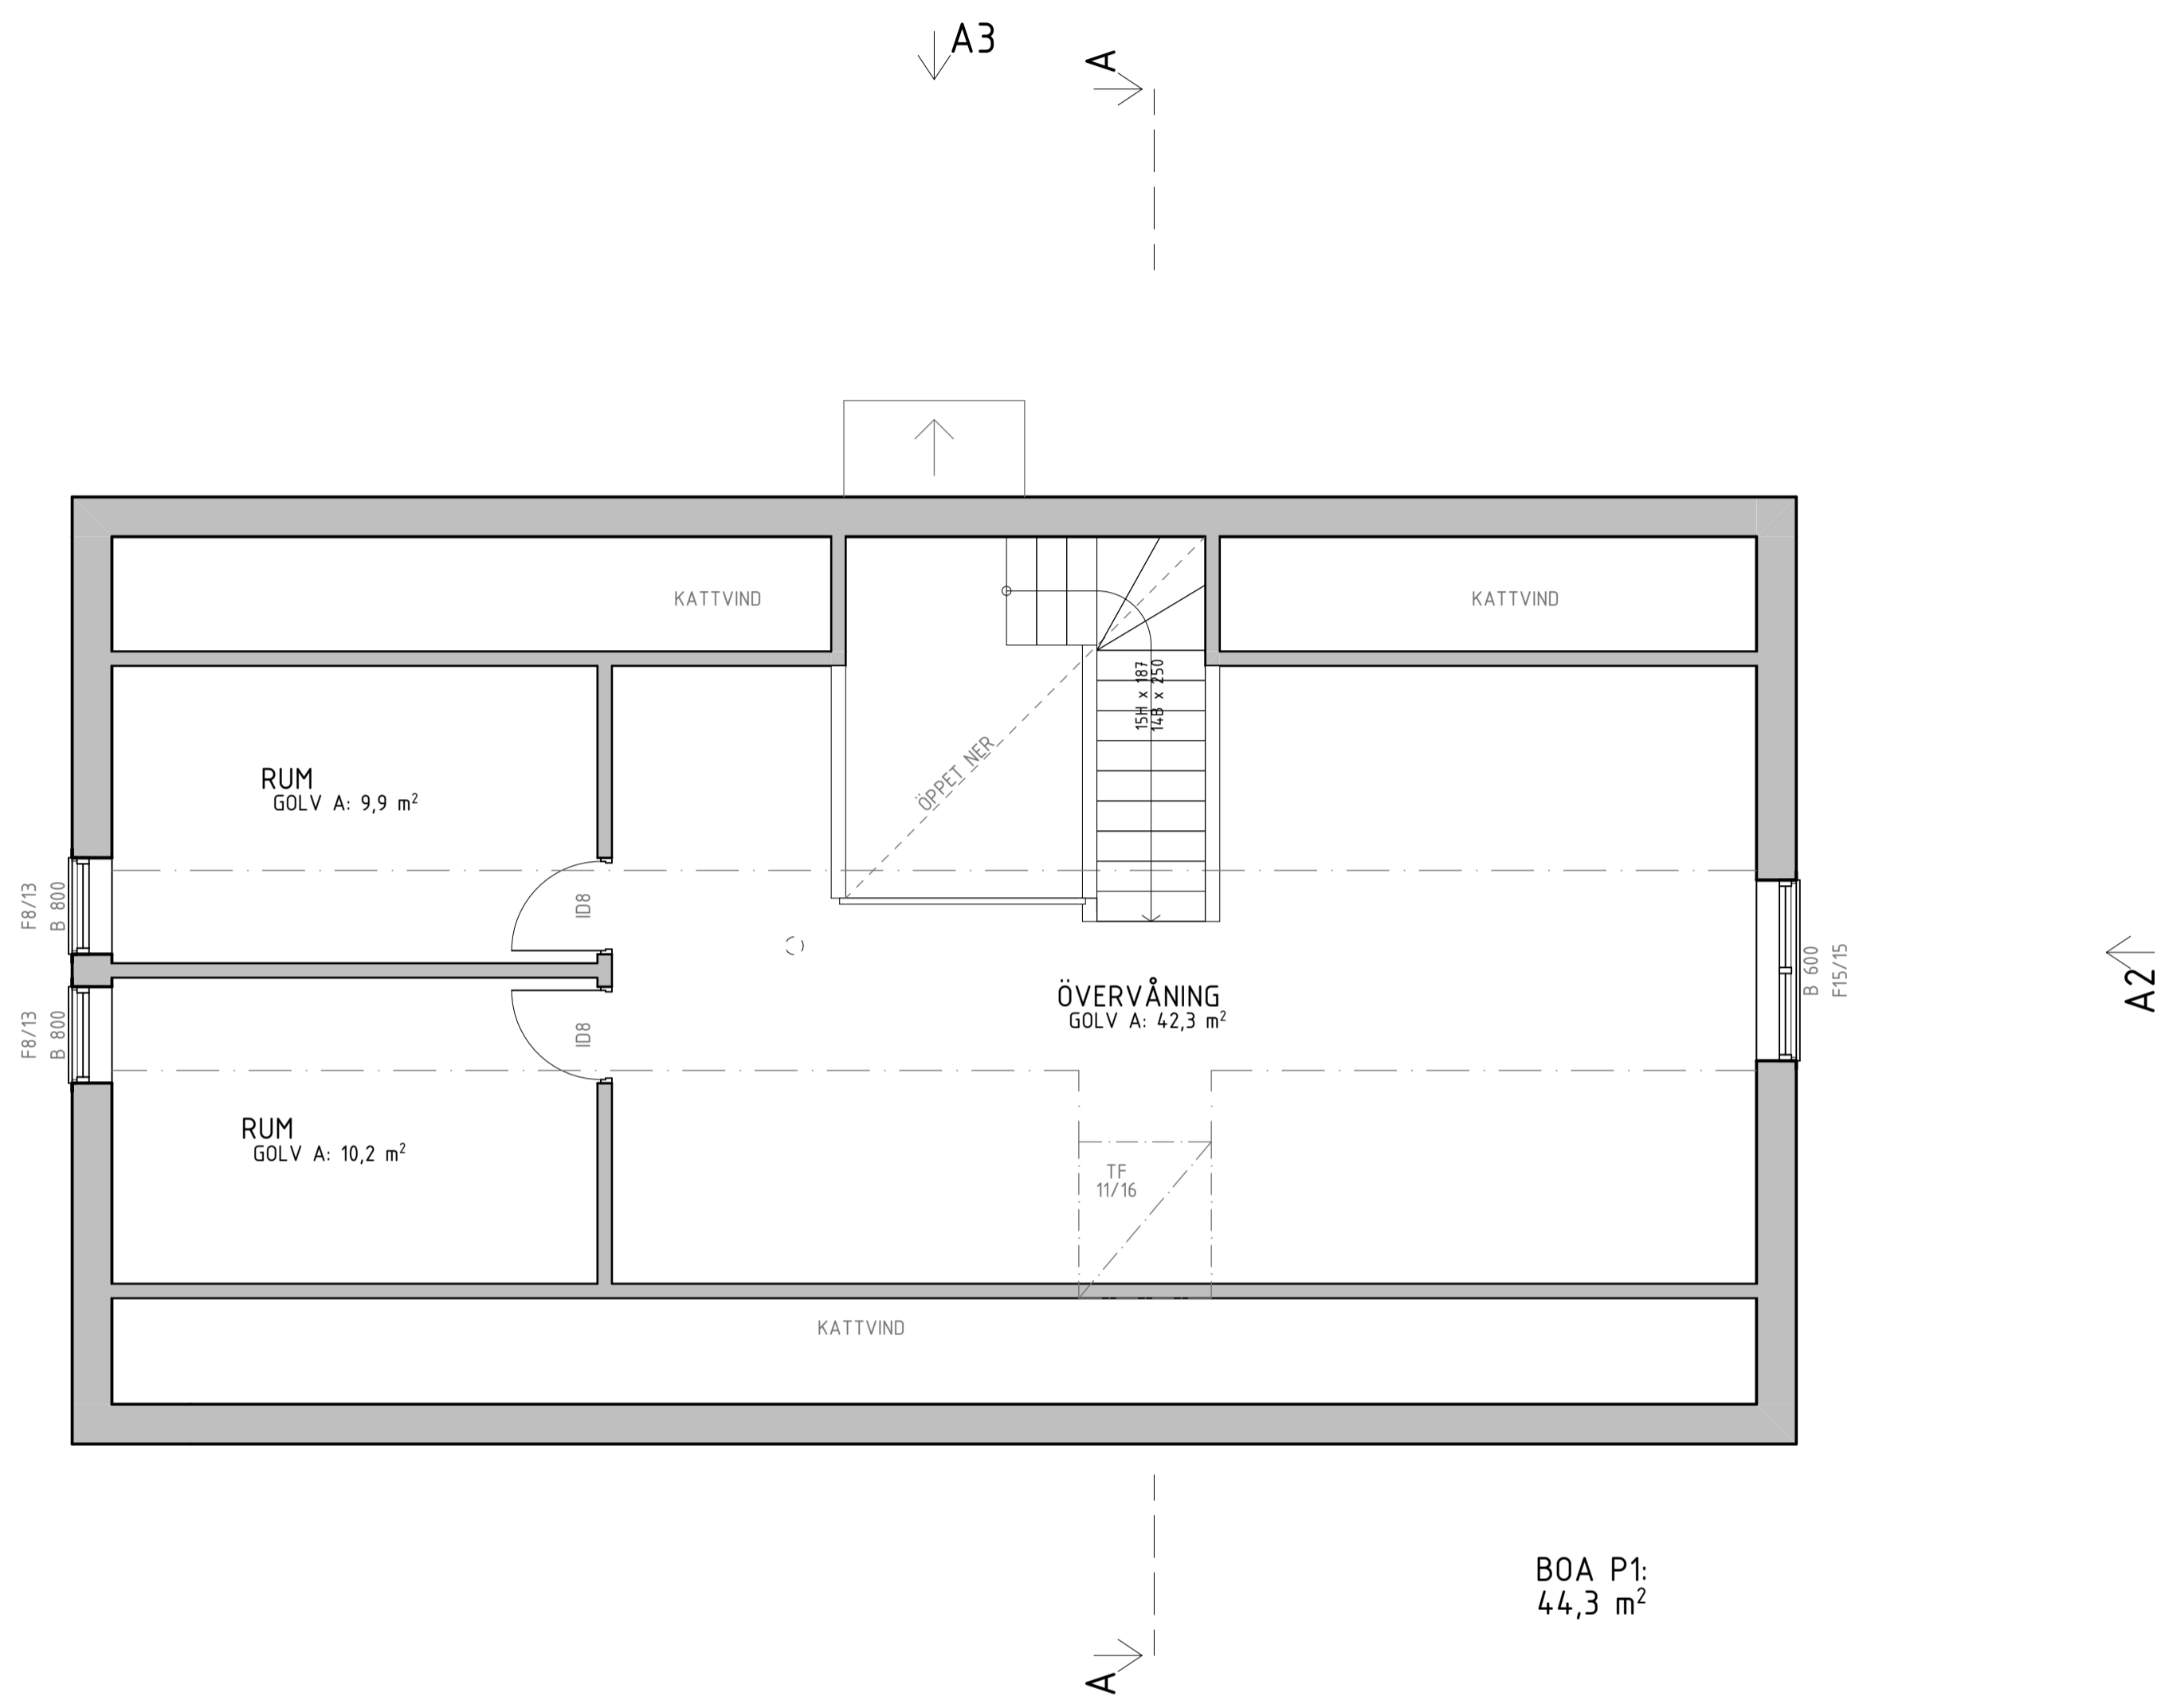 A3
A
KATTVIND
KATTVIND
15H x 187
14B x 250
ÖPPET NER
RUM
GOLV A: 9,9 m²
F8/13
B 800
ID8
ÖVERVÅNING
GOLV A: 42,3 m²
B 600
F15/15
A2
F8/13
B 800
ID8
RUM
GOLV A: 10,2 m²
TF
11/16
KATTVIND
BOA P1:
44,3 m²
A